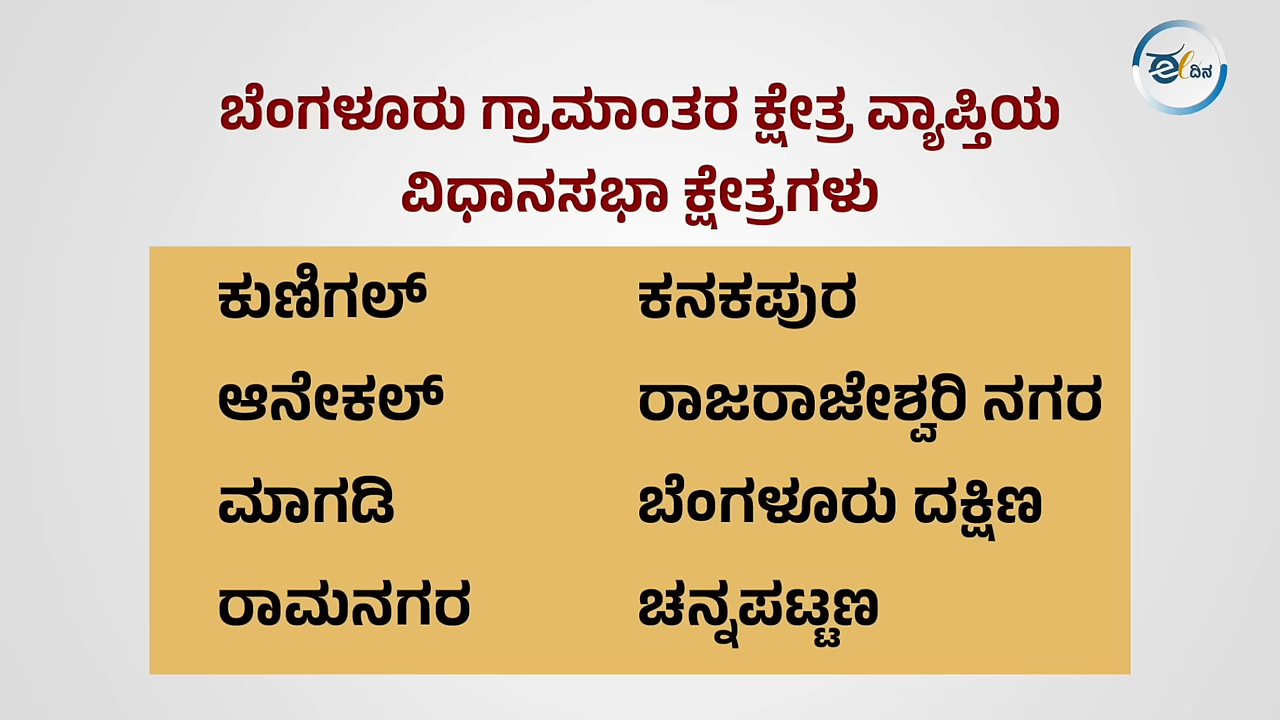 ಬೆಂಗಳೂರು ಗ್ರಾಮಾಂತರ ಕ್ಷೇತ್ರ ವ್ಯಾಪ್ತಿಯ
ವಿಧಾನಸಭಾ ಕ್ಷೇತ್ರಗಳು
ಕುಣಿಗಲ್ ಕನಕಪುರ
ಆನೇಕಲ್ ರಾಜರಾಜೇಶ್ವರಿ ನಗರ
ಮಾಗಡಿ ಬೆಂಗಳೂರು ದಕ್ಷಿಣ
ರಾಮನಗರ ಚನ್ನಪಟ್ಟಣ
ದಿನ